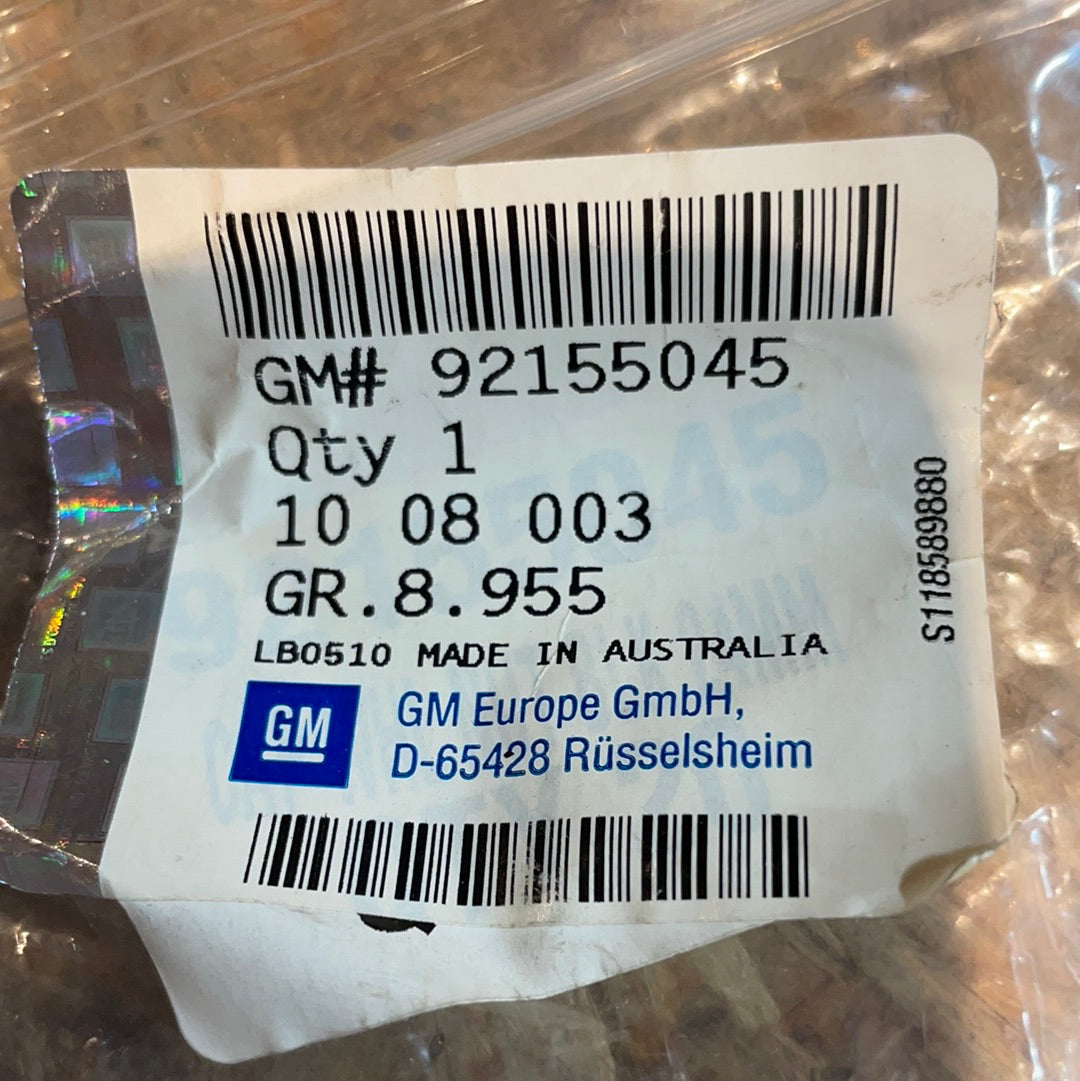 GM# 92155045
Qty 1
10 08 003
GR.8.955
LB0510 MADE IN AUSTRALIA
GM
GM Europe GmbH,
D-65428 Rüsselsheim
S118589880